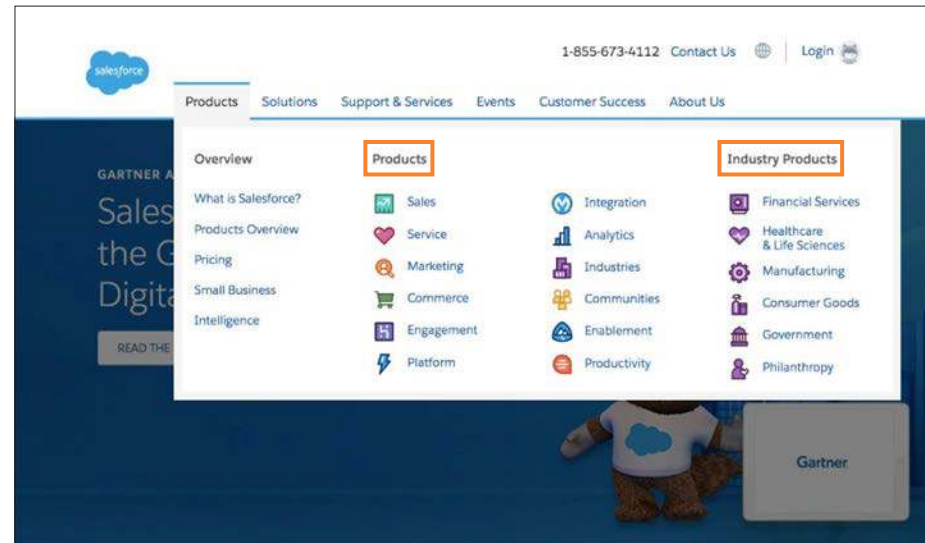 1-855-673-4112 Contact Us Login
salesforce
Products Solutions Support & Services Events Customer Success About Us
Overview
What is Salesforce?
Products Overview
Pricing
Small Business
Intelligence
Products
Sales
Service
Marketing
Commerce
Engagement
Platform
Integration
Analytics
Industries
Communities
Enablement
Productivity
Industry Products
Financial Services
Healthcare
& Life Sciences
Manufacturing
Consumer Goods
Government
Philanthropy
GARTNER A
Sales
the G
Digita
READ THE
Gartner